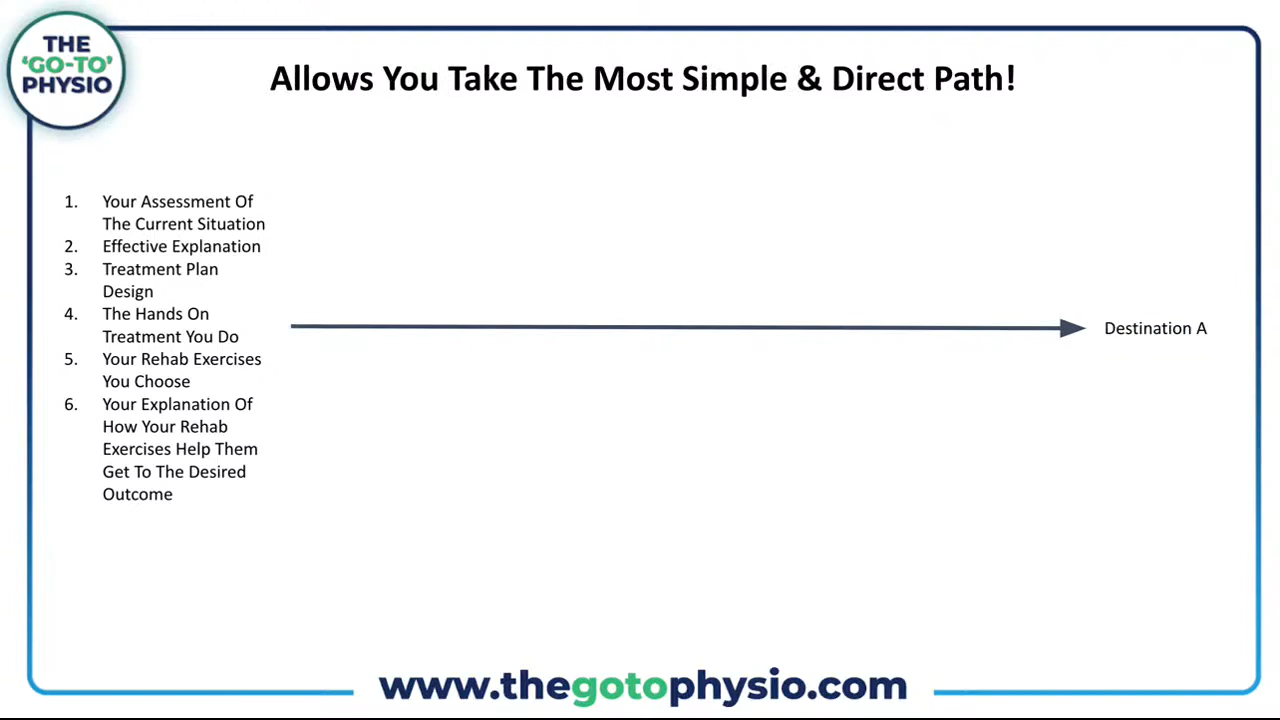 THE
‘GO-TO’
PHYSIO
Allows You Take The Most Simple & Direct Path!
1. Your Assessment Of
The Current Situation
2. Effective Explanation
3. Treatment Plan
Design
4. The Hands On
Treatment You Do
5. Your Rehab Exercises
You Choose
6. Your Explanation Of
How Your Rehab
Exercises Help Them
Get To The Desired
Outcome
Destination A
www.thegotophysio.com